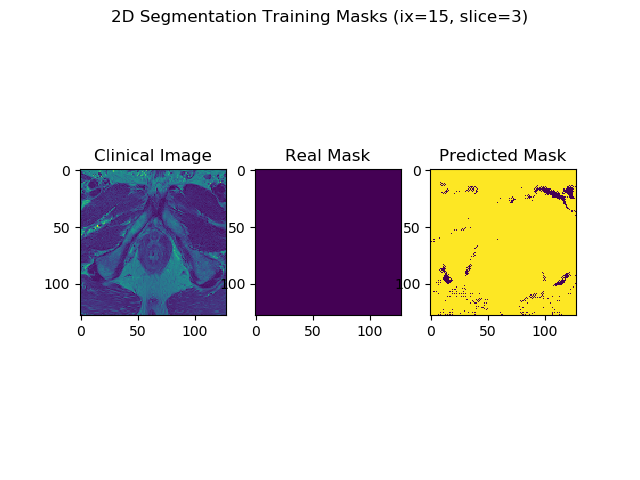 2D Segmentation Training Masks (ix=15, slice=3)
Clinical Image Real Mask Predicted Mask
0 0 0
50 50 50
100 100 100
0 50 100 0 50 100 0 50 100